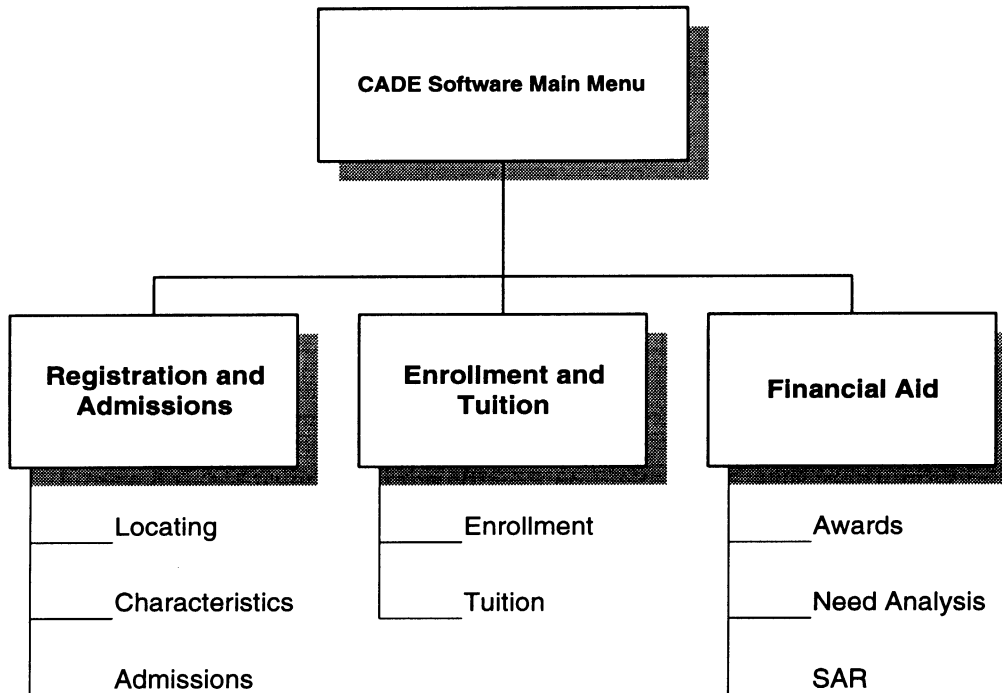 CADE Software Main Menu
Registration and
Admissions
Enrollment and
Tuition
Financial Aid
Locating
Characteristics
Admissions
Enrollment
Tuition
Awards
Need Analysis
SAR